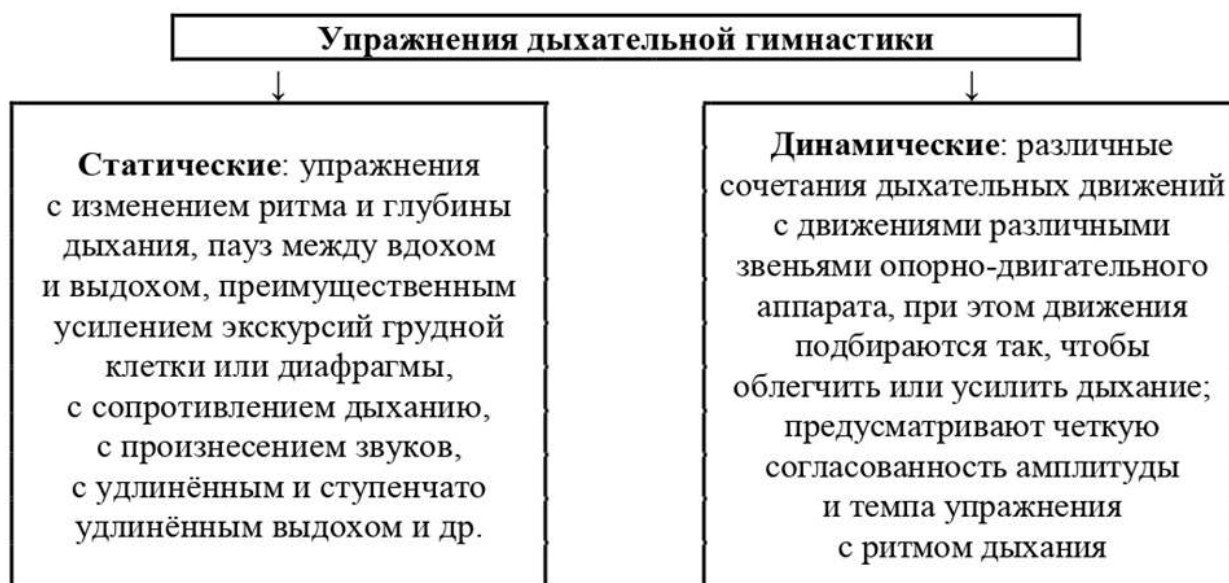 Упражнения дыхательной гимнастики
↓
↓
Статические: упражнения
с изменением ритма и глубины
дыхания, пауз между вдохом
и выдохом, преимущественным
усилением экскурсий грудной
клетки или диафрагмы,
с сопротивлением дыханию,
с произнесением звуков,
с удлинённым и ступенчато
удлинённым выдохом и др.
Динамические: различные
сочетания дыхательных движений
с движениями различными
звеньями опорно-двигательного
аппарата, при этом движения
подбираются так, чтобы
облегчить или усилить дыхание;
предусматривают четкую
согласованность амплитуды
и темпа упражнения
с ритмом дыхания